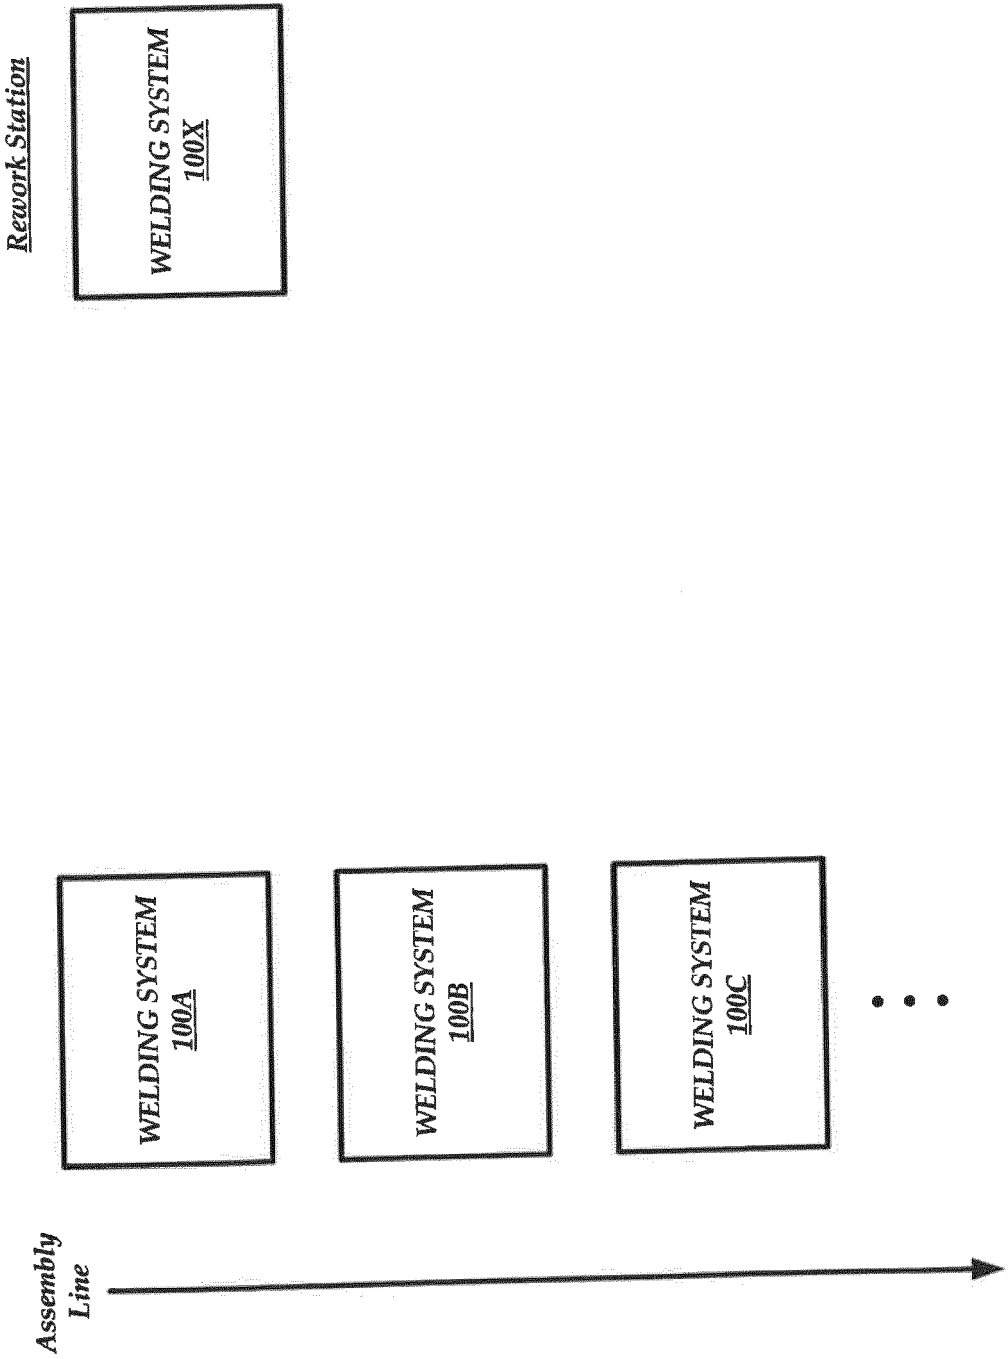 Assembly
Line
WELDING SYSTEM
100A
WELDING SYSTEM
100B
WELDING SYSTEM
100C
Rework Station
WELDING SYSTEM
100X